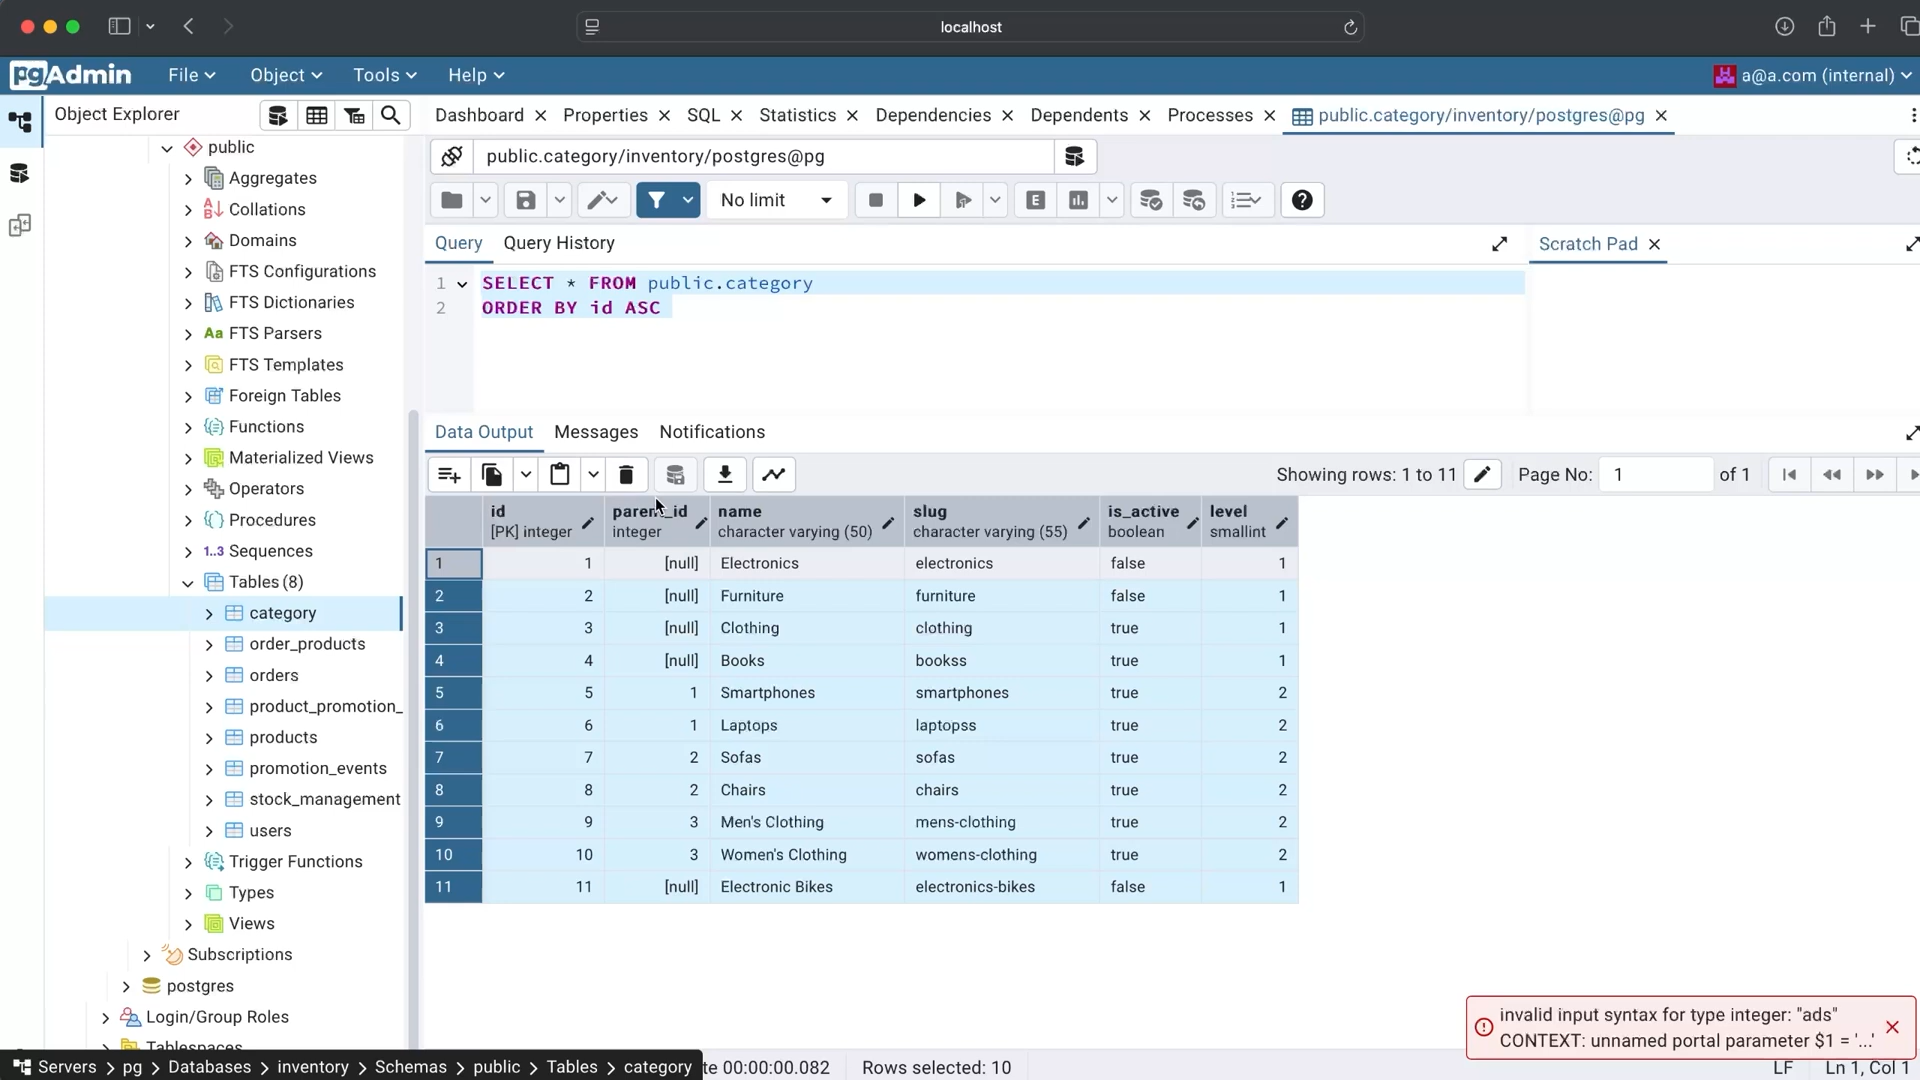 localhost
pgAdmin File Object Tools Help a@a.com (internal)
Object Explorer
Dashboard Properties SQL Statistics Dependencies Dependents Processes public.category/inventory/postgres@pg
public.category/inventory/postgres@pg
No limit
Query Query History
Scratch Pad
1 SELECT * FROM public.category
2 ORDER BY id ASC
public
Aggregates
Collations
Domains
FTS Configurations
FTS Dictionaries
Aa FTS Parsers
FTS Templates
Foreign Tables
Functions
Materialized Views
Operators
Procedures
1..3 Sequences
Tables (8)
category
order_products
orders
product_promotion_
products
promotion_events
stock_management
users
Trigger Functions
Types
Views
Subscriptions
postgres
Login/Group Roles
Tablespaces
Data Output Messages Notifications
Showing rows: 1 to 11 Page No: 1 of 1
id parent_id name slug is_active level
[PK] integer integer character varying (50) character varying (55) boolean smallint
1 1 [null] Electronics electronics false 1
2 2 [null] Furniture furniture false 1
3 3 [null] Clothing clothing true 1
4 4 [null] Books bookss true 1
5 5 1 Smartphones smartphones true 2
6 6 1 Laptops laptopss true 2
7 7 2 Sofas sofas true 2
8 8 2 Chairs chairs true 2
9 9 3 Men's Clothing mens-clothing true 2
10 10 3 Women's Clothing womens-clothing true 2
11 11 [null] Electronic Bikes electronics-bikes false 1
invalid input syntax for type integer: "ads"
CONTEXT: unnamed portal parameter $1 = '...'
Servers > pg > Databases > inventory > Schemas > public > Tables > category
te 00:00:00.082 Rows selected: 10 LF Ln 1, Col 1